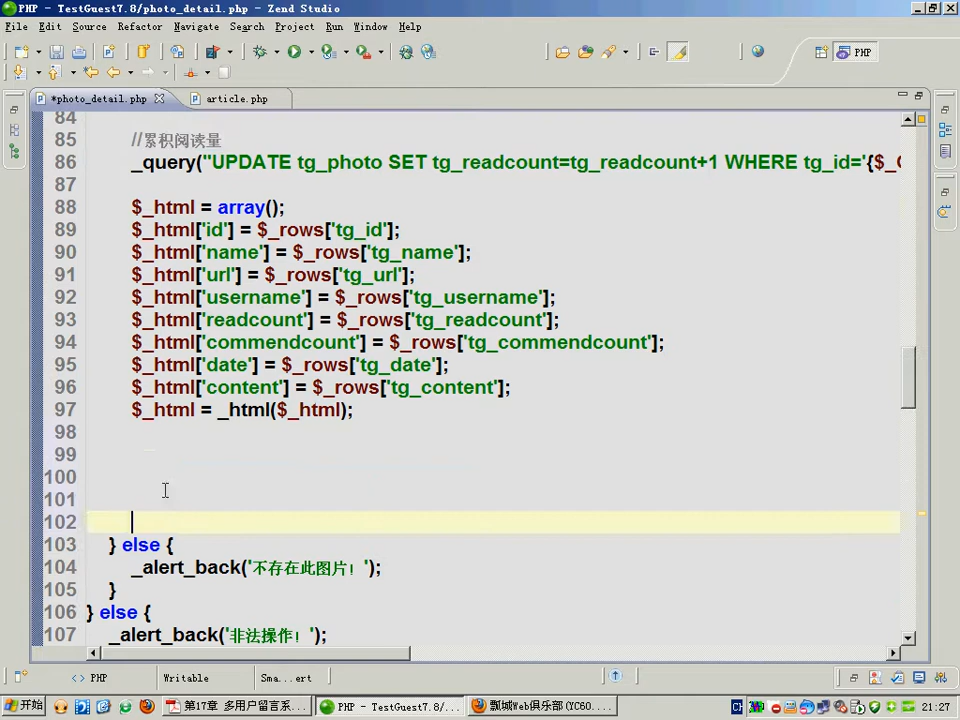 PHP - TestGuest7.8/photo_detail.php - Zend Studio
File Edit Source Refactor Navigate Search Project Run Window Help
PHP
*photo_detail.php article.php
84
85 //累积阅读量
86 _query("UPDATE tg_photo SET tg_readcount=tg_readcount+1 WHERE tg_id='{$_
87
88 $_html = array();
89 $_html['id'] = $_rows['tg_id'];
90 $_html['name'] = $_rows['tg_name'];
91 $_html['url'] = $_rows['tg_url'];
92 $_html['username'] = $_rows['tg_username'];
93 $_html['readcount'] = $_rows['tg_readcount'];
94 $_html['commendcount'] = $_rows['tg_commendcount'];
95 $_html['date'] = $_rows['tg_date'];
96 $_html['content'] = $_rows['tg_content'];
97 $_html = _html($_html);
98
99
100
101
102
103 } else {
104 _alert_back('不存在此图片！');
105 }
106 } else {
107 _alert_back('非法操作！');
PHP Writable Sma...ert
开始 第17章 多用户留言系... PHP - TestGuest7.8/... 瓢城Web俱乐部(YC60... CH 21:27